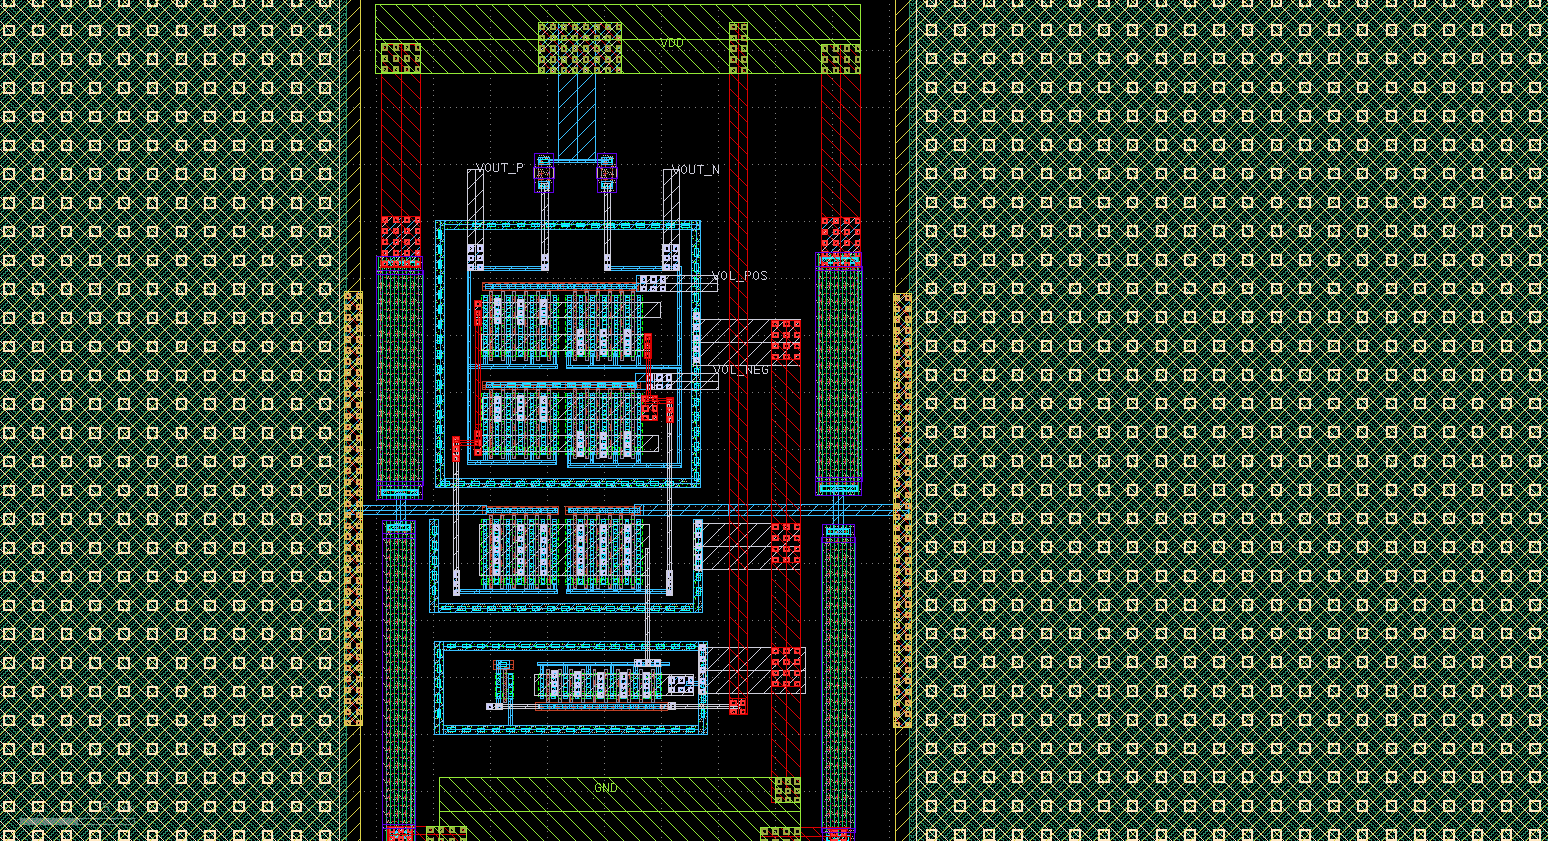 VDD
VOUT_P
VOUT_N
VOL_POS
VOL_NEG
GND